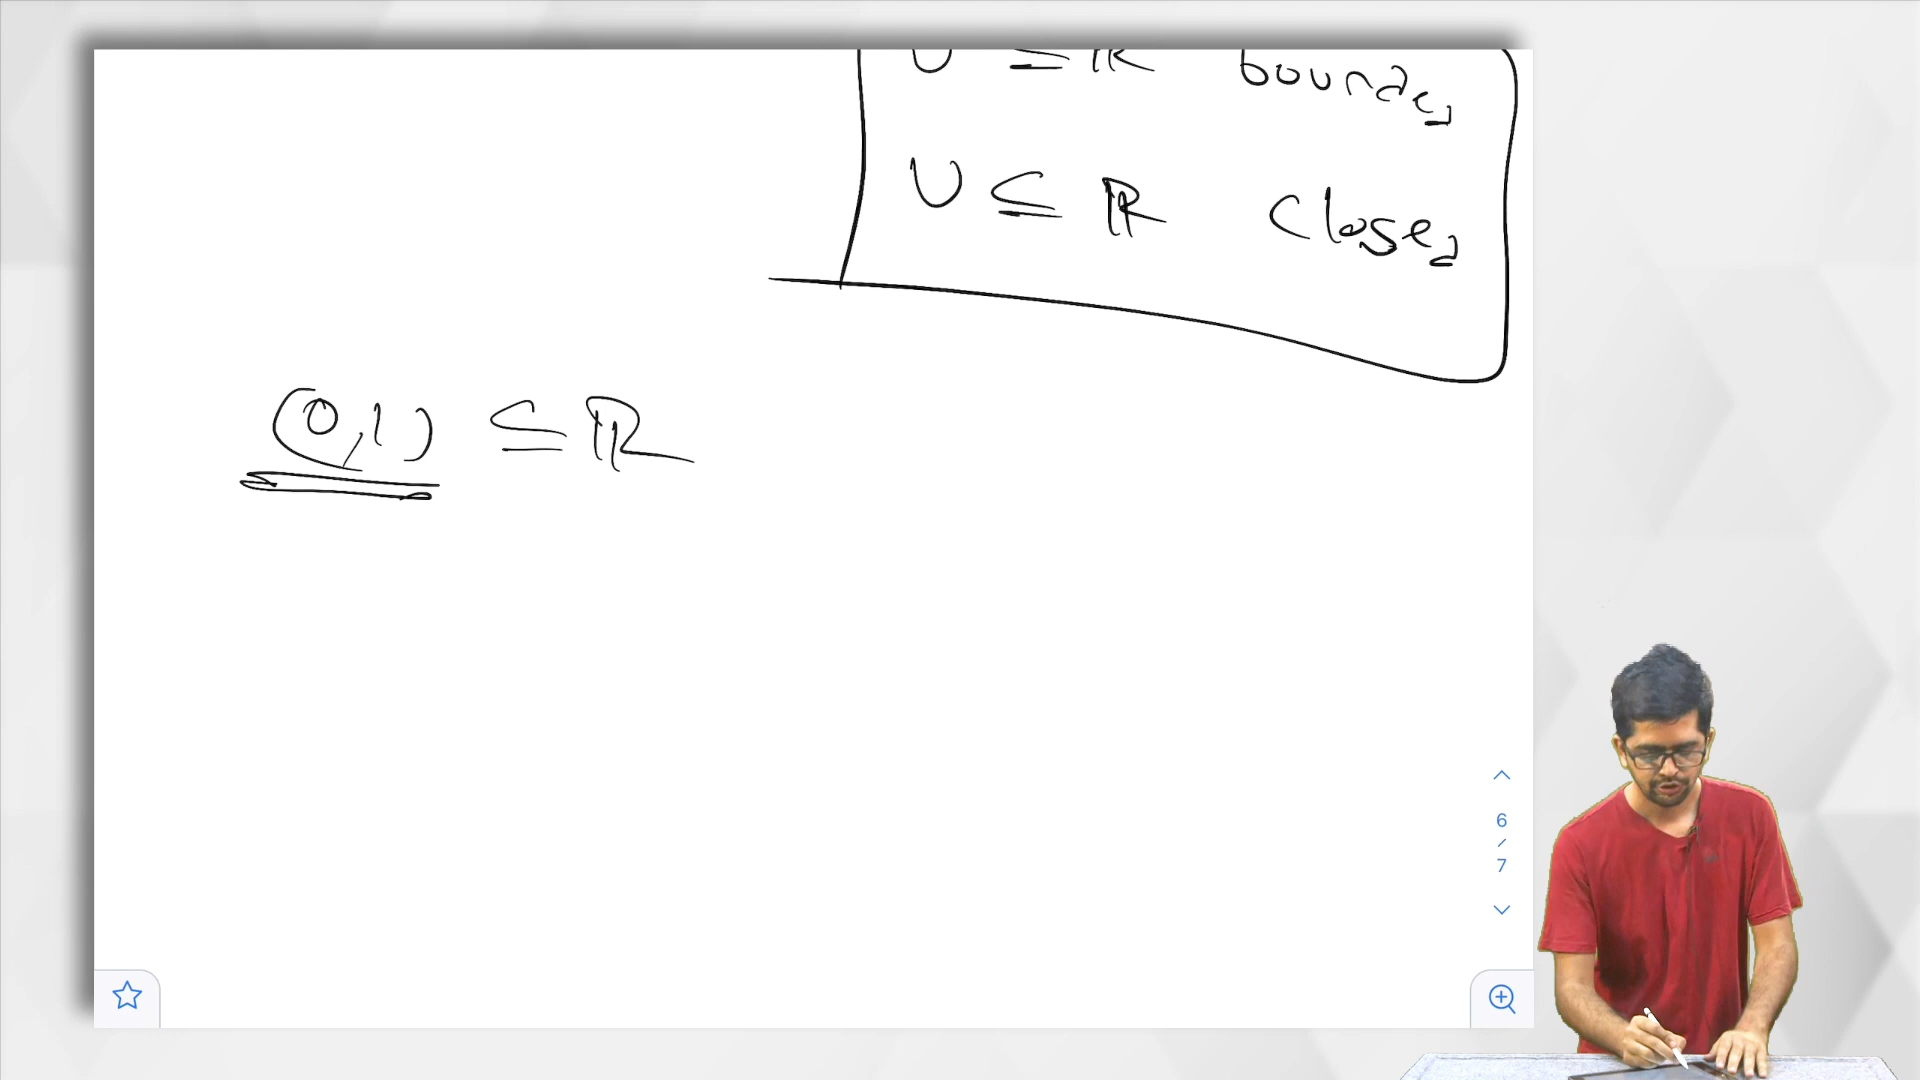 U ⊆ ℝ bounded
U ⊆ ℝ closed
(0,1) ⊆ ℝ
6
/
7